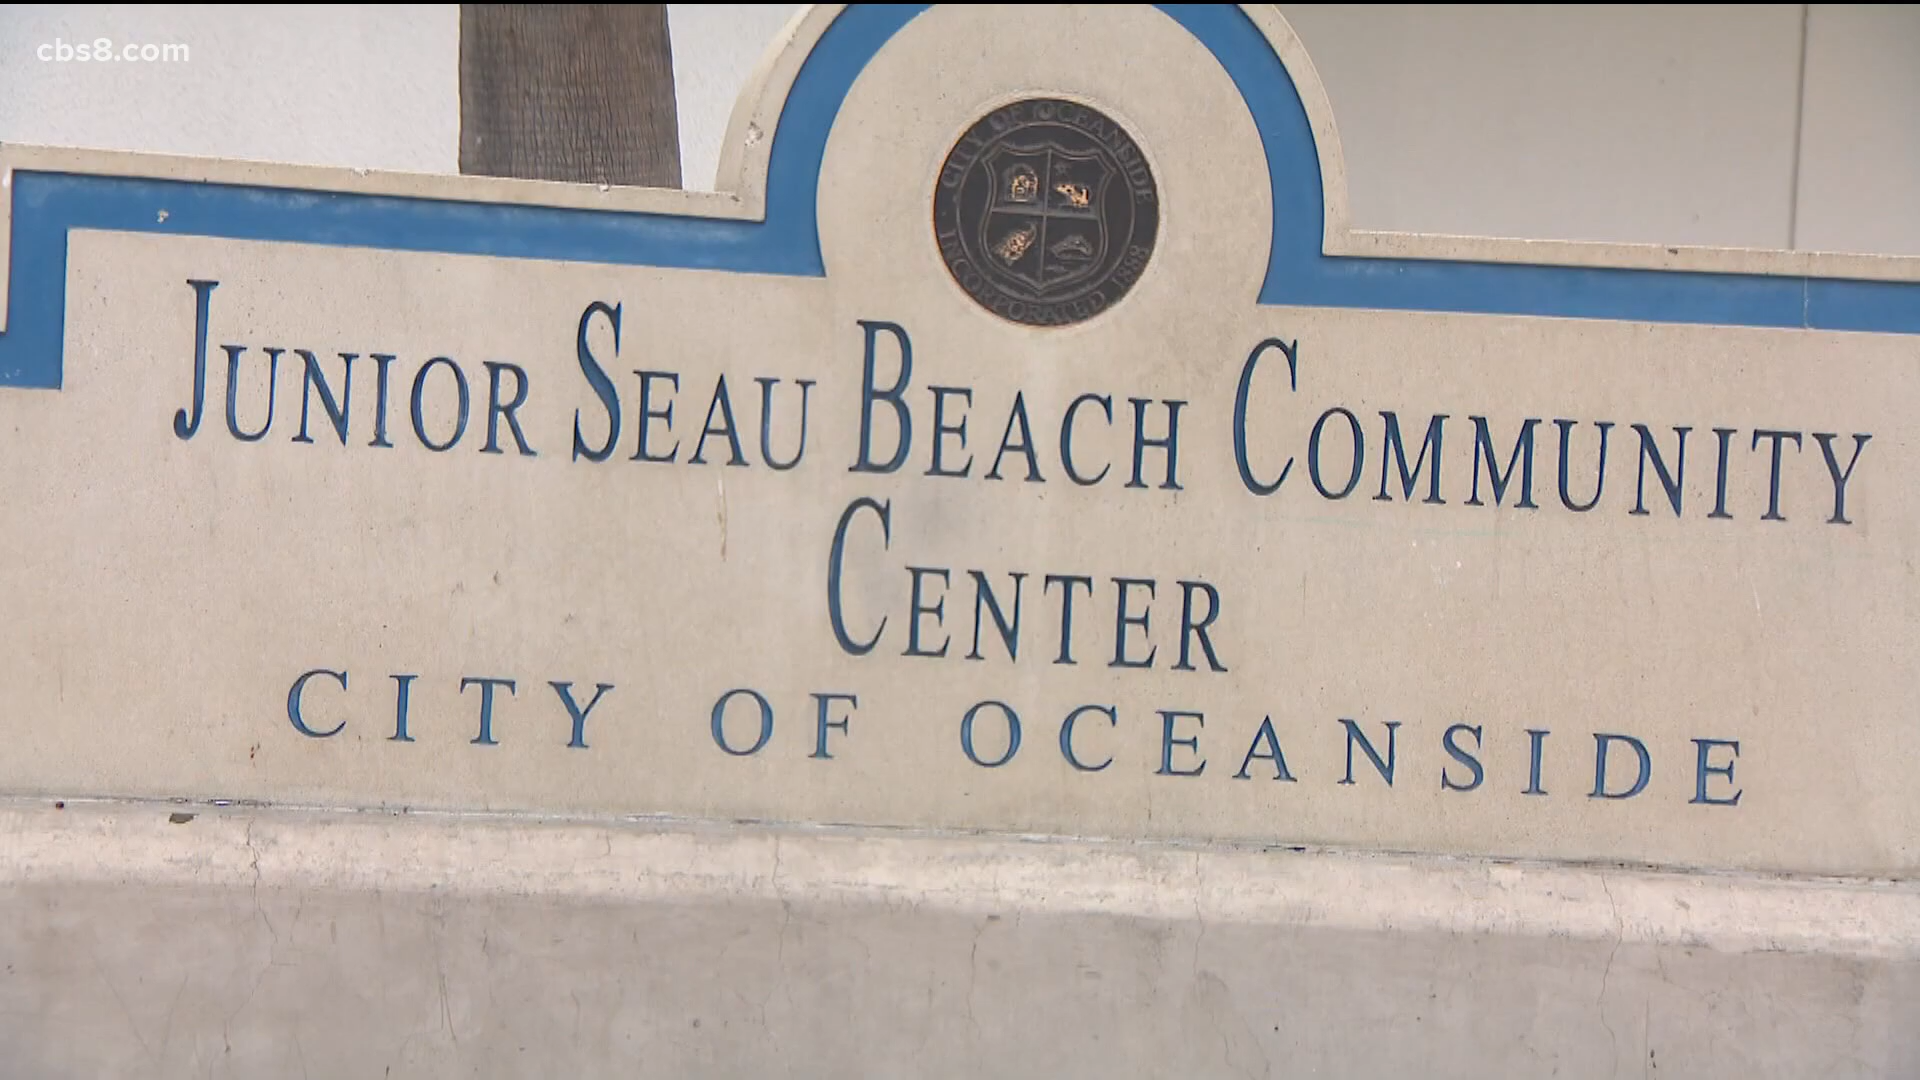 cbs8.com
CITY OF OCEANSIDE
INCORPORATED 1888
JUNIOR SEAU BEACH COMMUNITY
CENTER
CITY OF OCEANSIDE